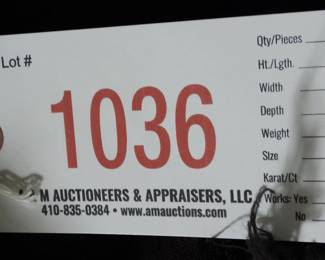 Lot #
1036
M AUCTIONEERS & APPRAISERS, LLC
410-835-0384 • www.amauctions.com
Qty/Pieces
Ht./Lgth.
Width
Depth
Weight
SIze
Karat/Ct
Works: Yes
No